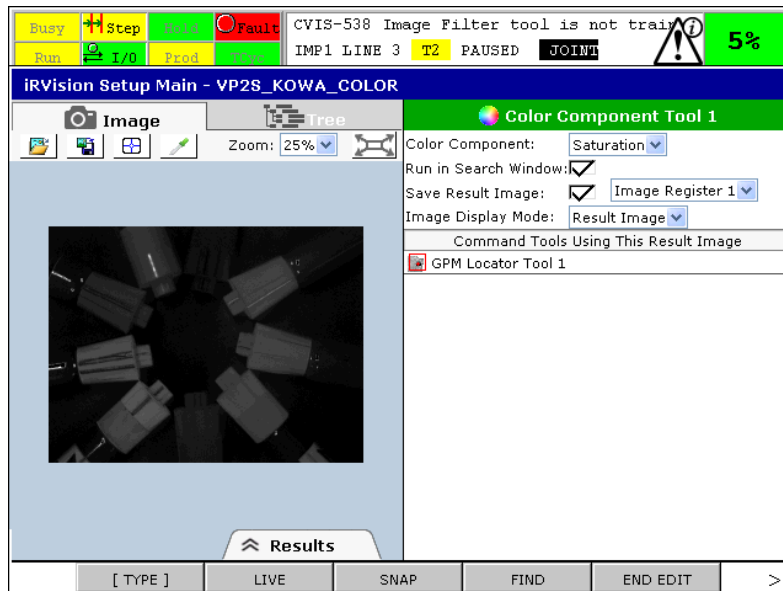 Busy Step Hold Fault CVIS-538 Image Filter tool is not train
Run I/O Prod TCyc IMP1 LINE 3 T2 PAUSED JOINT 5%
iRVision Setup Main - VP2S_KOWA_COLOR
Image Tree Color Component Tool 1
Zoom: 25% Color Component: Saturation
Run in Search Window:
Save Result Image: Image Register 1
Image Display Mode: Result Image
Command Tools Using This Result Image
GPM Locator Tool 1
Results
[ TYPE ] LIVE SNAP FIND END EDIT >